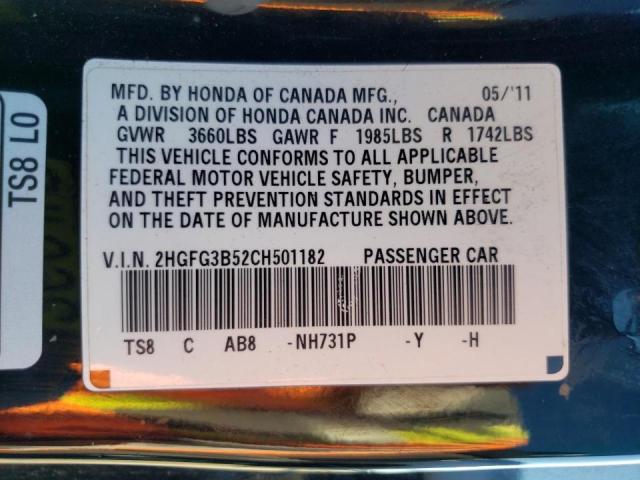 MFD. BY HONDA OF CANADA MFG., 05/'11
A DIVISION OF HONDA CANADA INC. CANADA
GVWR 3660LBS GAWR F 1985LBS R 1742LBS
THIS VEHICLE CONFORMS TO ALL APPLICABLE
FEDERAL MOTOR VEHICLE SAFETY, BUMPER,
AND THEFT PREVENTION STANDARDS IN EFFECT
ON THE DATE OF MANUFACTURE SHOWN ABOVE.
V.I.N. 2HGFG3B52CH501182 PASSENGER CAR
TS8 C AB8 -NH731P -Y -H
TS8 L0